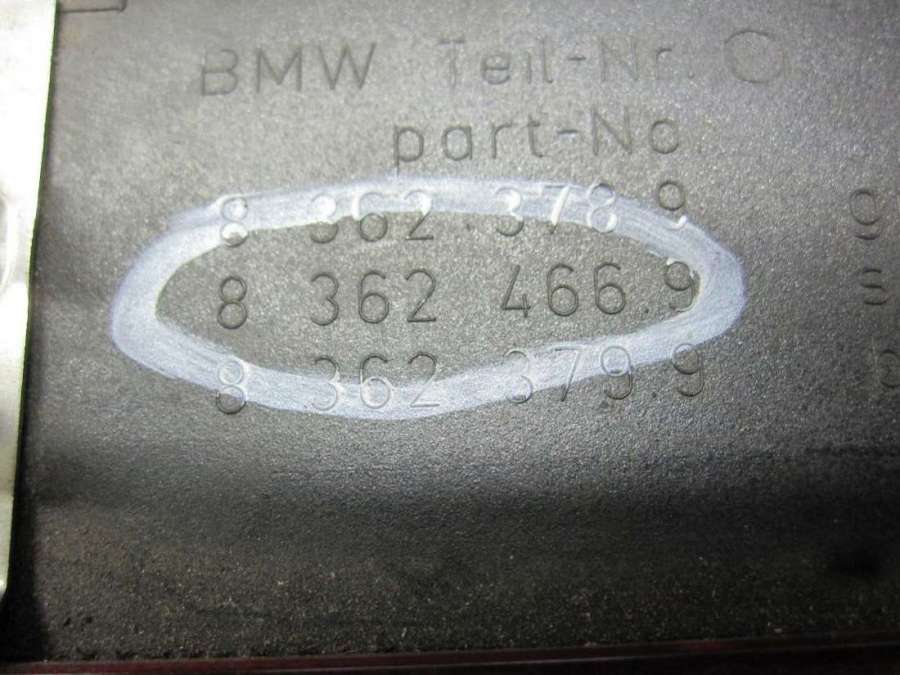 BMW Teil-Nr.
part-No
8 362 378 9
8 362 466.9
8 362 379.9